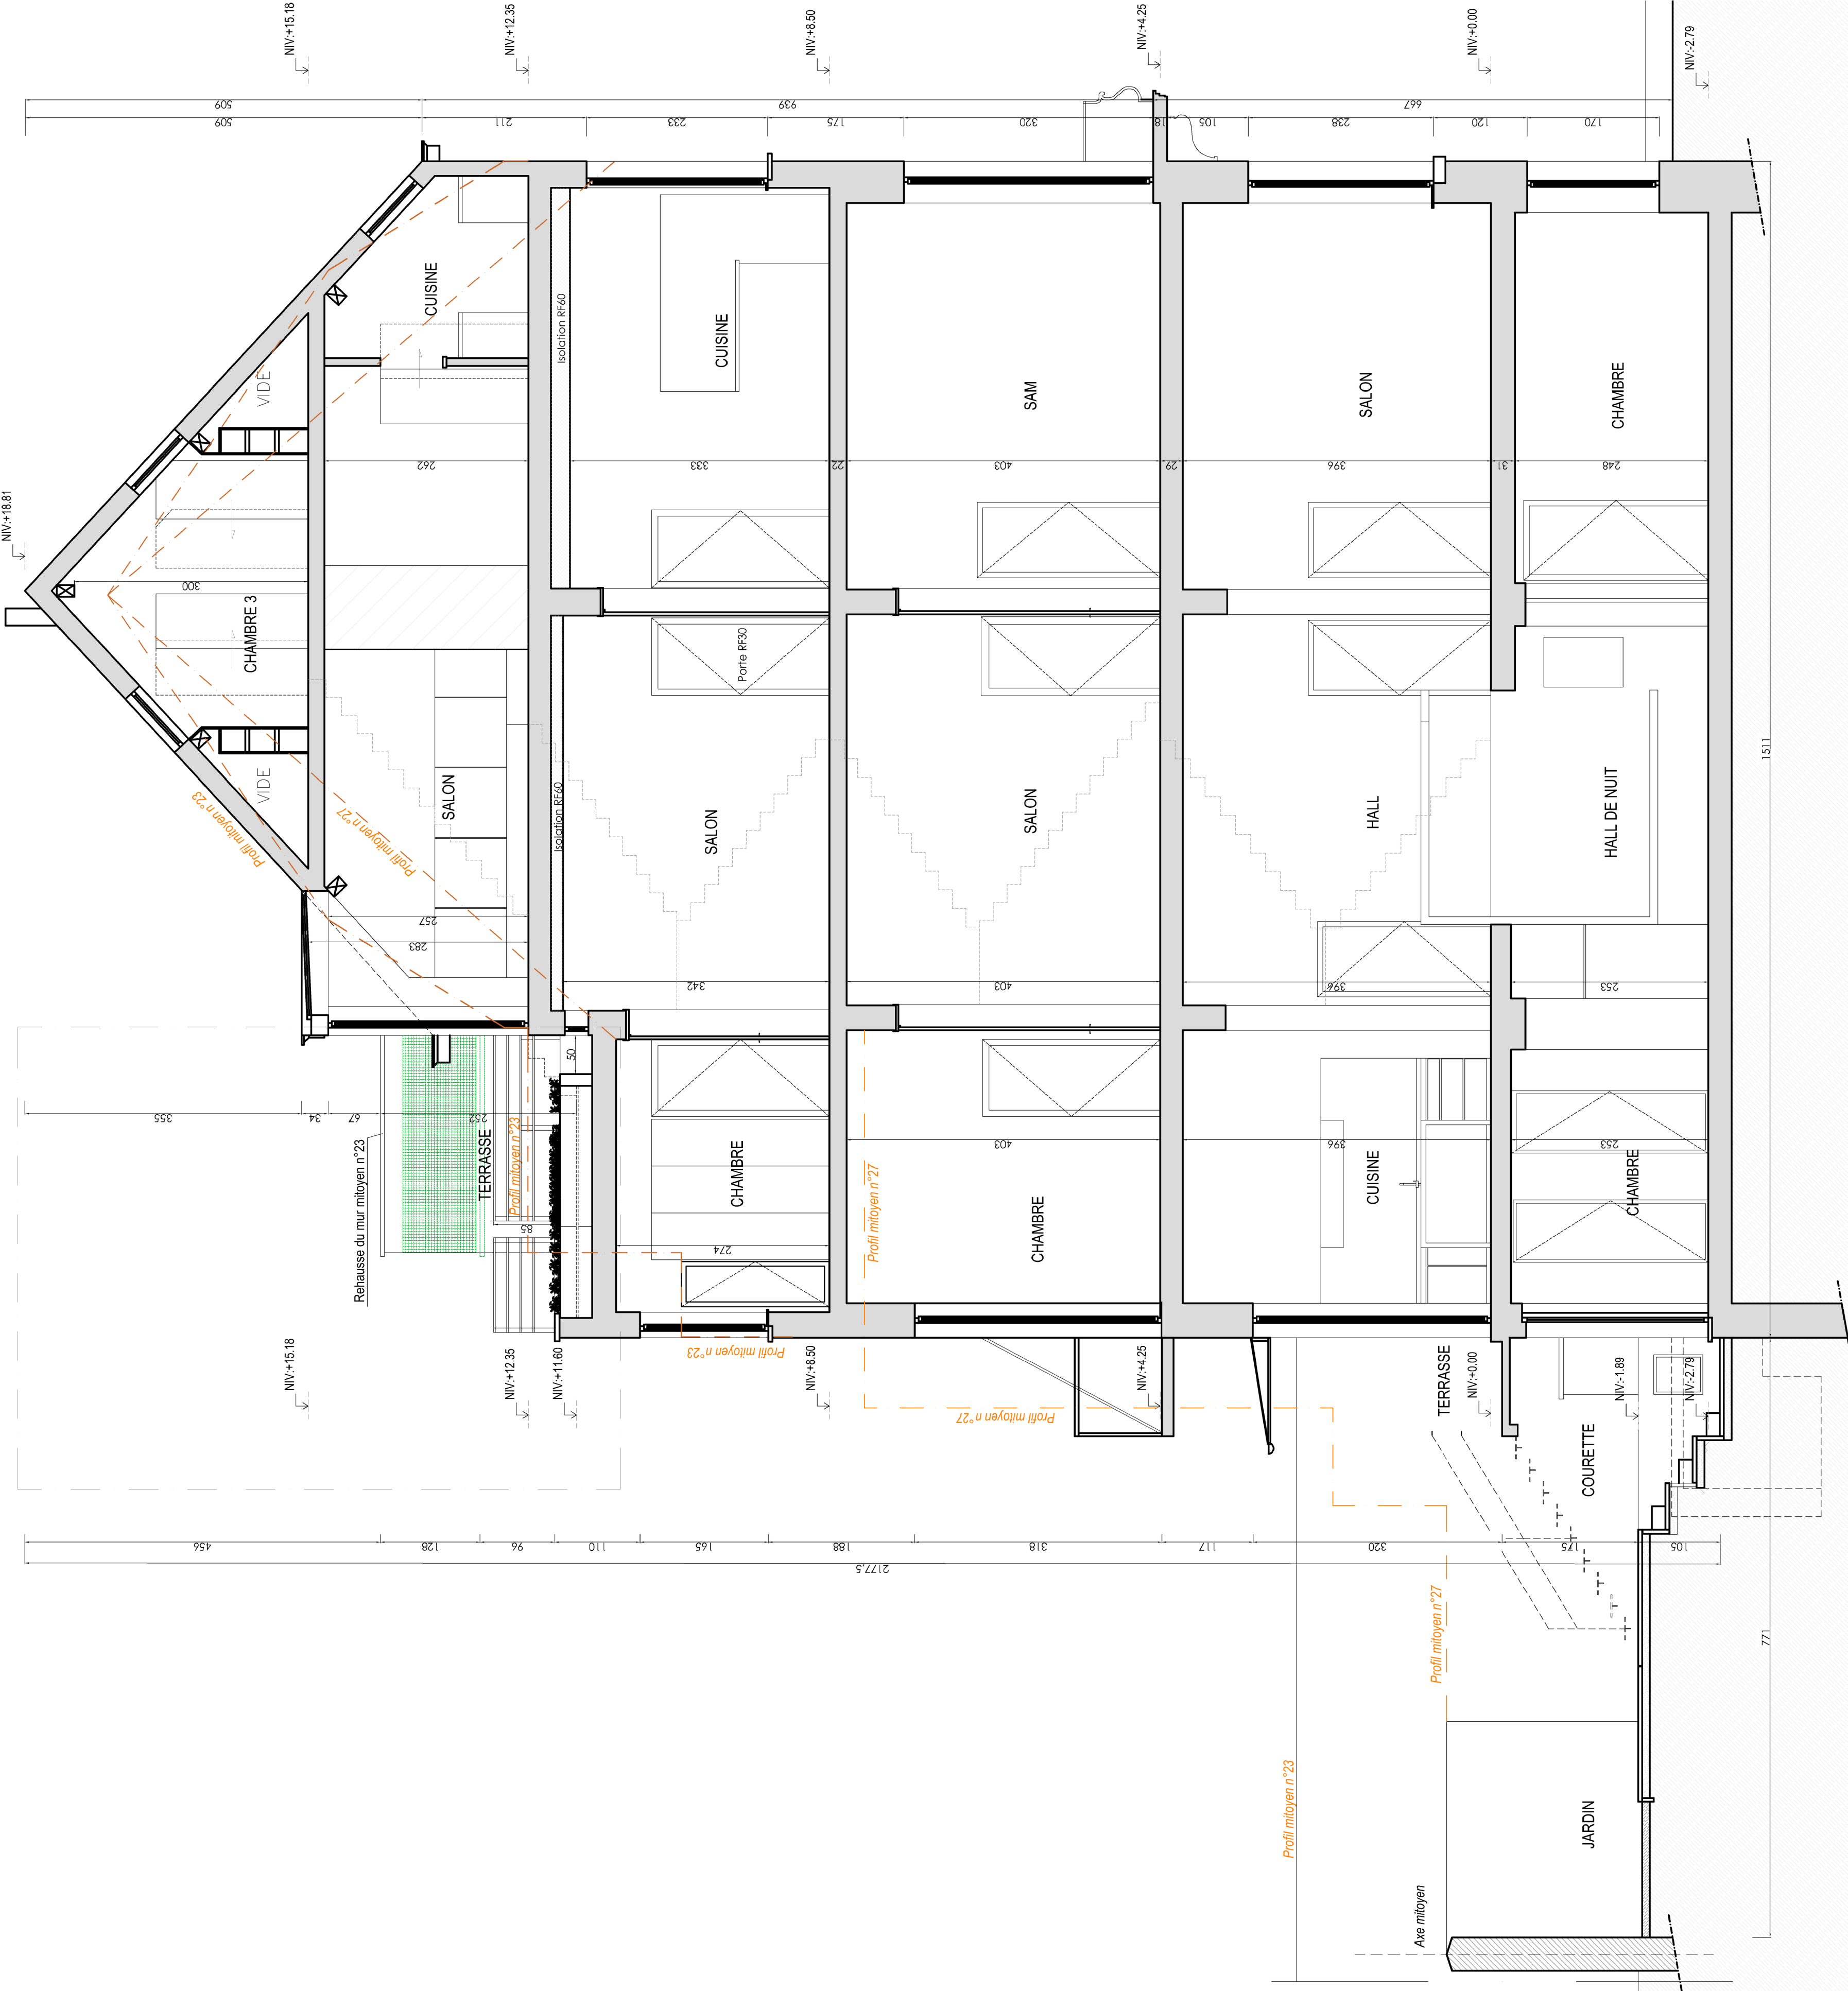 NIV:+18.81
NIV:+15.18
NIV:+12.35
NIV:+8.50
NIV:+4.25
NIV:+0.00
NIV:-2.79
509
939
667
509
211
233
175
320
18
105
238
120
170
CUISINE
Isolation RF60
CUISINE
SAM
SALON
CHAMBRE
VIDE
262
333
22
403
29
396
31
248
300
CHAMBRE 3
Porte RF30
VIDE
SALON
Isolation RF60
SALON
SALON
HALL
HALL DE NUIT
1511
Profil mitoyen n°23
Profil mitoyen n°27
257
283
342
403
396
253
50
355
34
67
252
Rehausse du mur mitoyen n°23
TERRASSE
Profil mitoyen n°23
85
CHAMBRE
274
403
Profil mitoyen n°27
CHAMBRE
396
CUISINE
253
CHAMBRE
Profil mitoyen n°23
NIV:+15.18
NIV:+12.35
NIV:+11.60
NIV:+8.50
NIV:+4.25
TERRASSE
NIV:+0.00
NIV:-1.89
NIV:-2.79
Profil mitoyen n°27
COURETTE
456
128
96
110
165
188
318
117
320
175
105
2177,5
Profil mitoyen n°27
771
Profil mitoyen n°23
JARDIN
Axe mitoyen